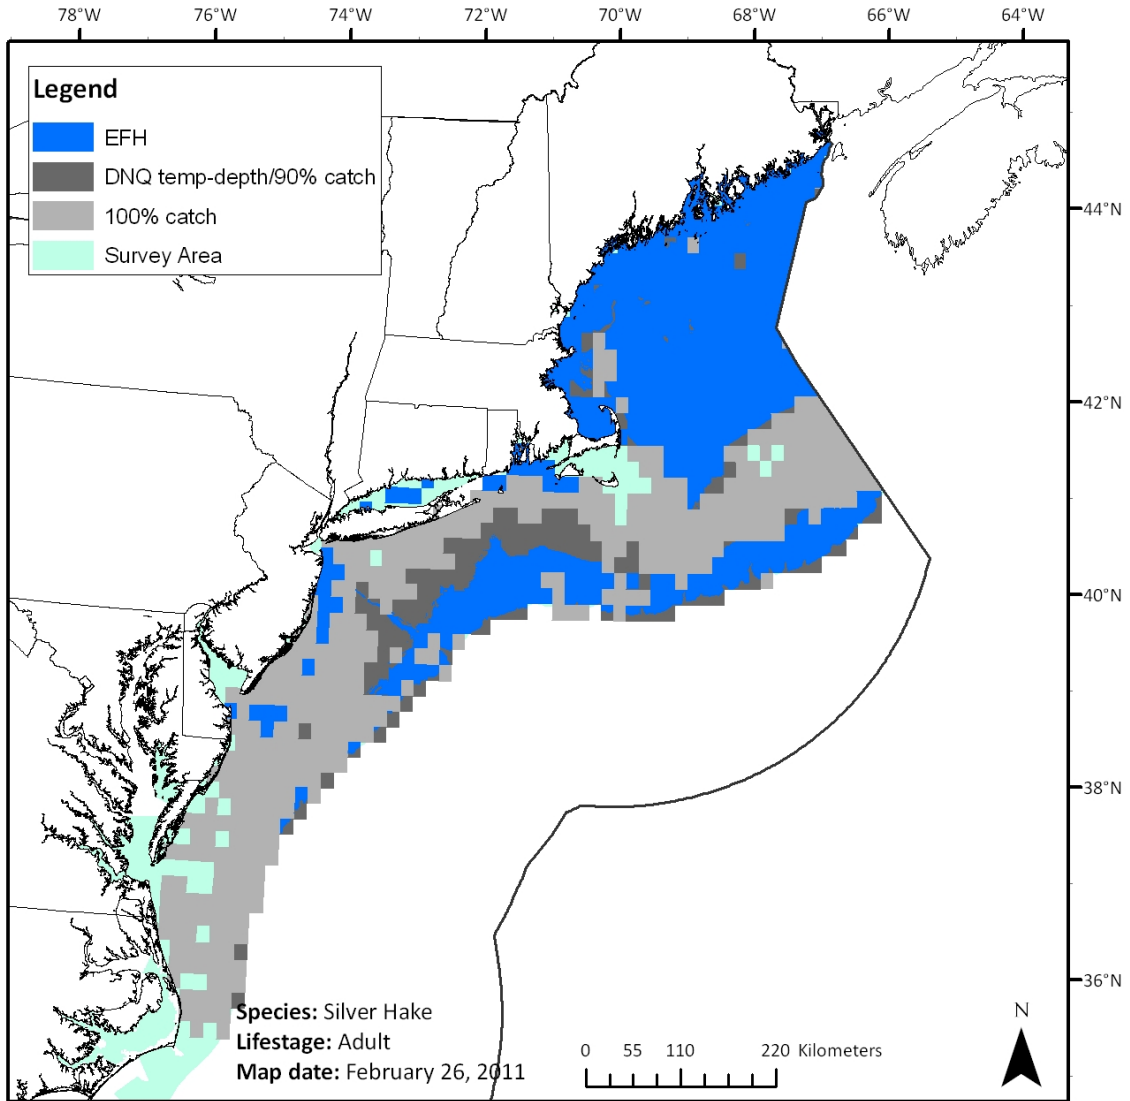 78°W 76°W 74°W 72°W 70°W 68°W 66°W 64°W
Legend
EFH
DNQ temp-depth/90% catch
100% catch
Survey Area
44°N
42°N
40°N
38°N
36°N
Species: Silver Hake
Lifestage: Adult
Map date: February 26, 2011
0 55 110 220 Kilometers
N